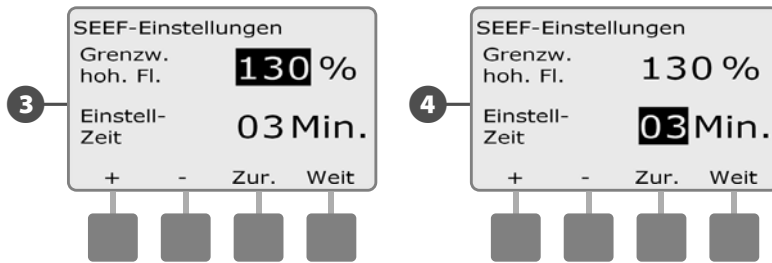 3
SEEF-Einstellungen
Grenzw.
hoh. Fl.
130 %
Einstell-
Zeit
03 Min.
+ - Zur. Weit
4
SEEF-Einstellungen
Grenzw.
hoh. Fl.
130 %
Einstell-
Zeit
03 Min.
+ - Zur. Weit